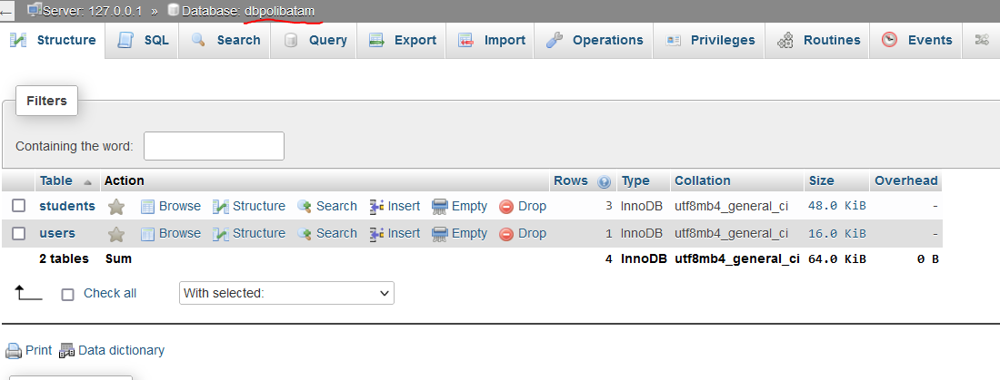 Server: 127.0.0.1 » Database: dbpolibatam
Structure SQL Search Query Export Import Operations Privileges Routines Events
Filters
Containing the word:
Table Action Rows Type Collation Size Overhead
students Browse Structure Search Insert Empty Drop 3 InnoDB utf8mb4_general_ci 48.0 KiB -
users Browse Structure Search Insert Empty Drop 1 InnoDB utf8mb4_general_ci 16.0 KiB -
2 tables Sum 4 InnoDB utf8mb4_general_ci 64.0 KiB 0 B
Check all With selected:
Print Data dictionary